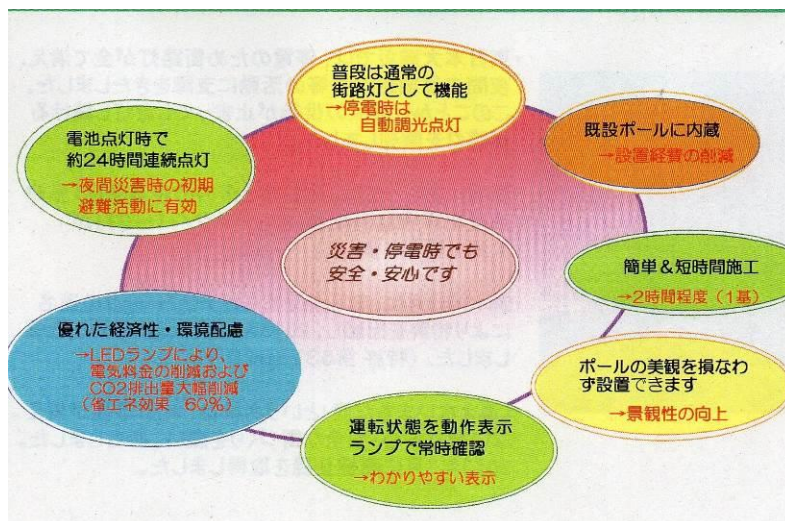 普段は通常の
街路灯として機能
→停電時は
自動調光点灯
既設ポールに内蔵
→設置経費の削減
簡単＆短時間施工
→2時間程度（1基）
ポールの美観を損なわ
ず設置できます
→景観性の向上
運転状態を動作表示
ランプで常時確認
→わかりやすい表示
優れた経済性・環境配慮
→LEDランプにより、
電気料金の削減および
CO2排出量大幅削減
（省エネ効果　60％）
電池点灯時で
約24時間連続点灯
→夜間災害時の初期
避難活動に有効
災害・停電時でも
安全・安心です